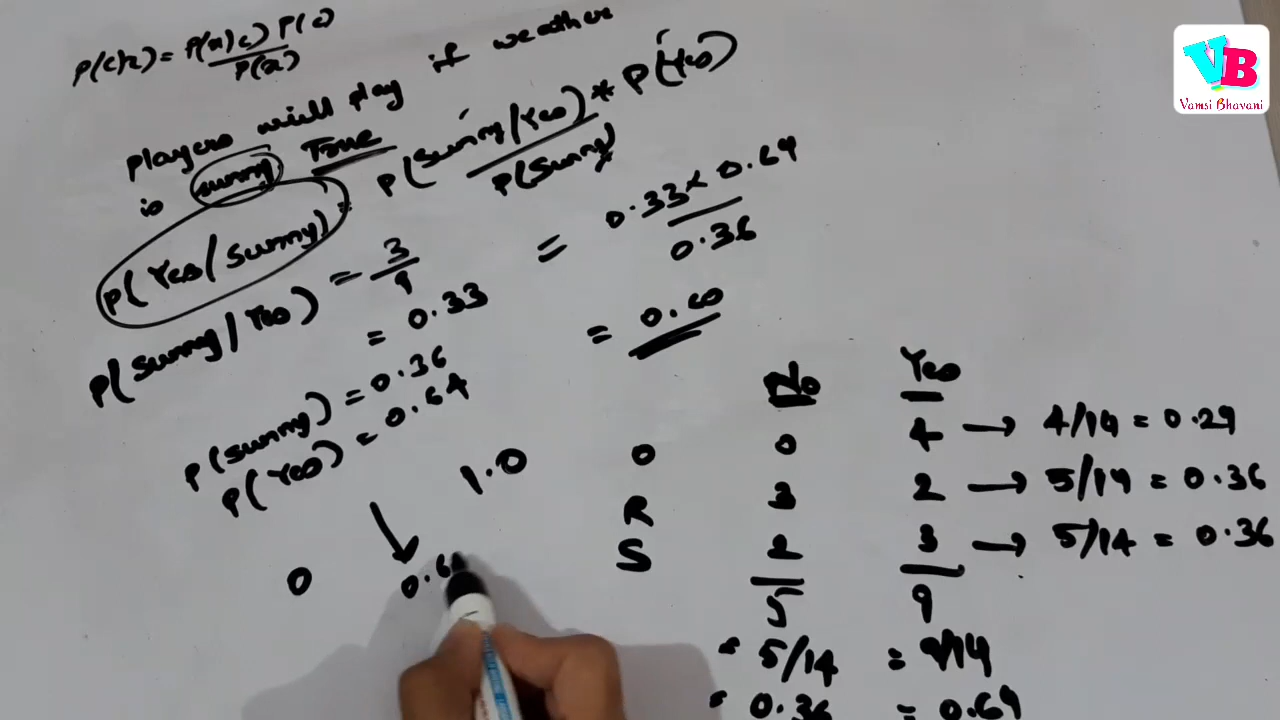 P(c/x) = P(x/c) P(c)
P(x)
players will play if weather
is sunny True
P(Yes/Sunny) = P(Sunny/Yes) * P(Yes)
P(Sunny)
= 0.33 x 0.64
0.36
= 0.60
P(Sunny/Yes) = 3
9
= 0.33
P(Sunny) = 0.36
P(Yes) = 0.64
1.0
0 0.6
No Yes
O 0 4 → 4/14 = 0.29
R 3 2 → 5/14 = 0.36
S 2 3 → 5/14 = 0.36
5 9
= 5/14 = 9/14
= 0.36 = 0.64
VB
Vamsi Bhavani